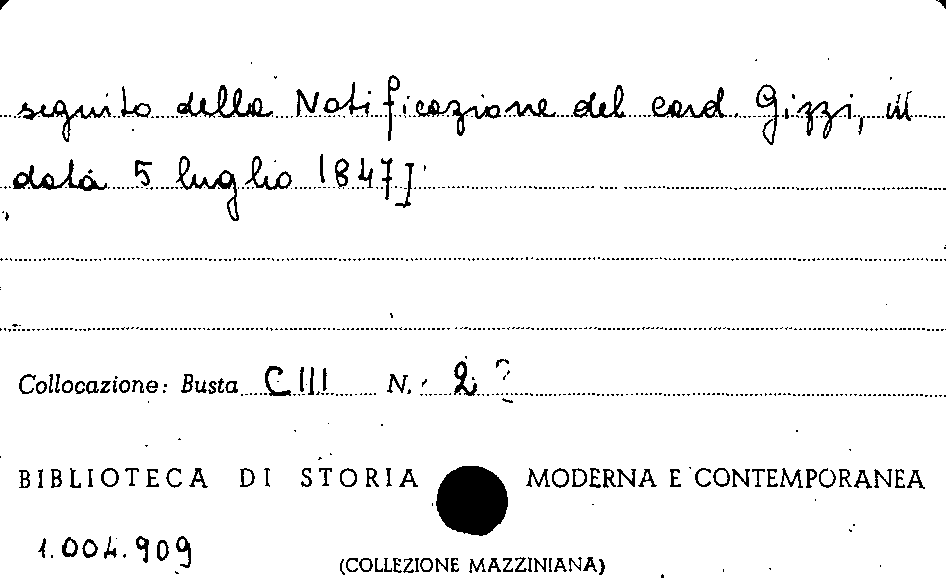 seguito della Notificazione del card. Gizzi, in
data 5 luglio 1847]
Collocazione: Busta CIII N. 2
BIBLIOTECA DI STORIA MODERNA E CONTEMPORANEA
1.004.909
(COLLEZIONE MAZZINIANA)